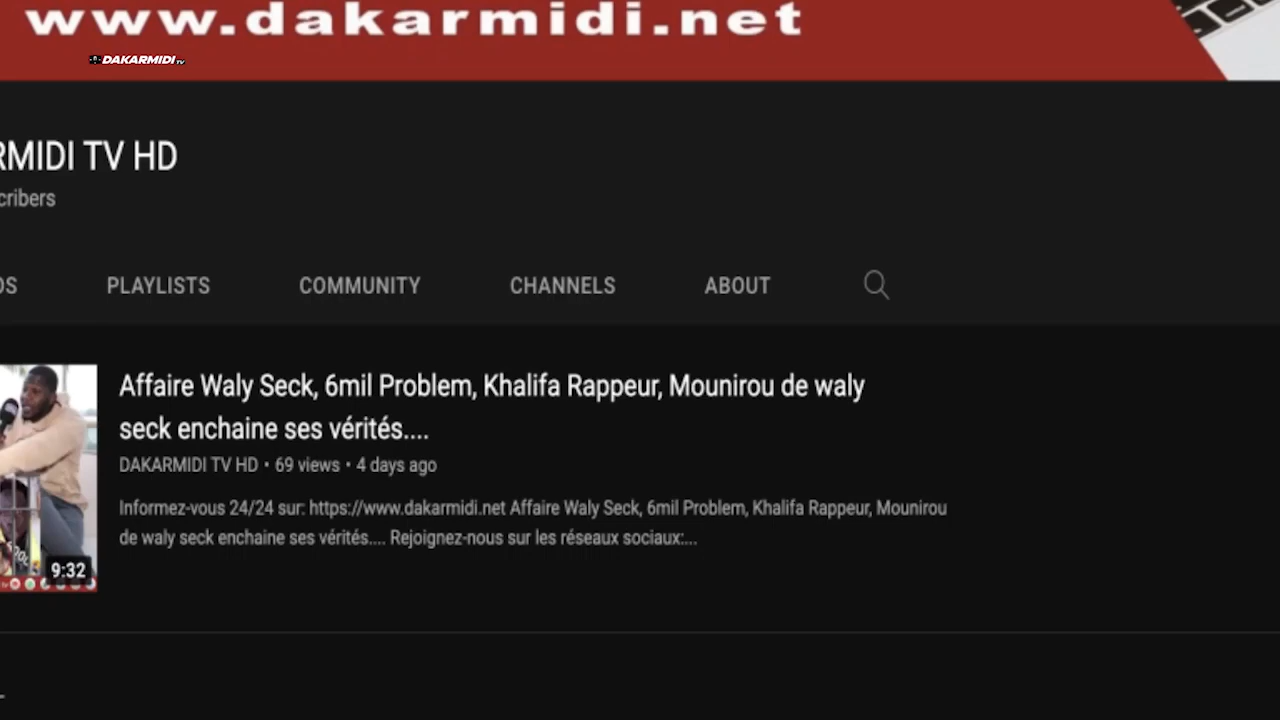 www.dakarmidi.net
DAKARMIDI TV
RMIDI TV HD
cribers
OS PLAYLISTS COMMUNITY CHANNELS ABOUT
Affaire Waly Seck, 6mil Problem, Khalifa Rappeur, Mounirou de waly
seck enchaine ses vérités....
DAKARMIDI TV HD • 69 views • 4 days ago
Informez-vous 24/24 sur: https://www.dakarmidi.net Affaire Waly Seck, 6mil Problem, Khalifa Rappeur, Mounirou
de waly seck enchaine ses vérités.... Rejoignez-nous sur les réseaux sociaux:...
9:32